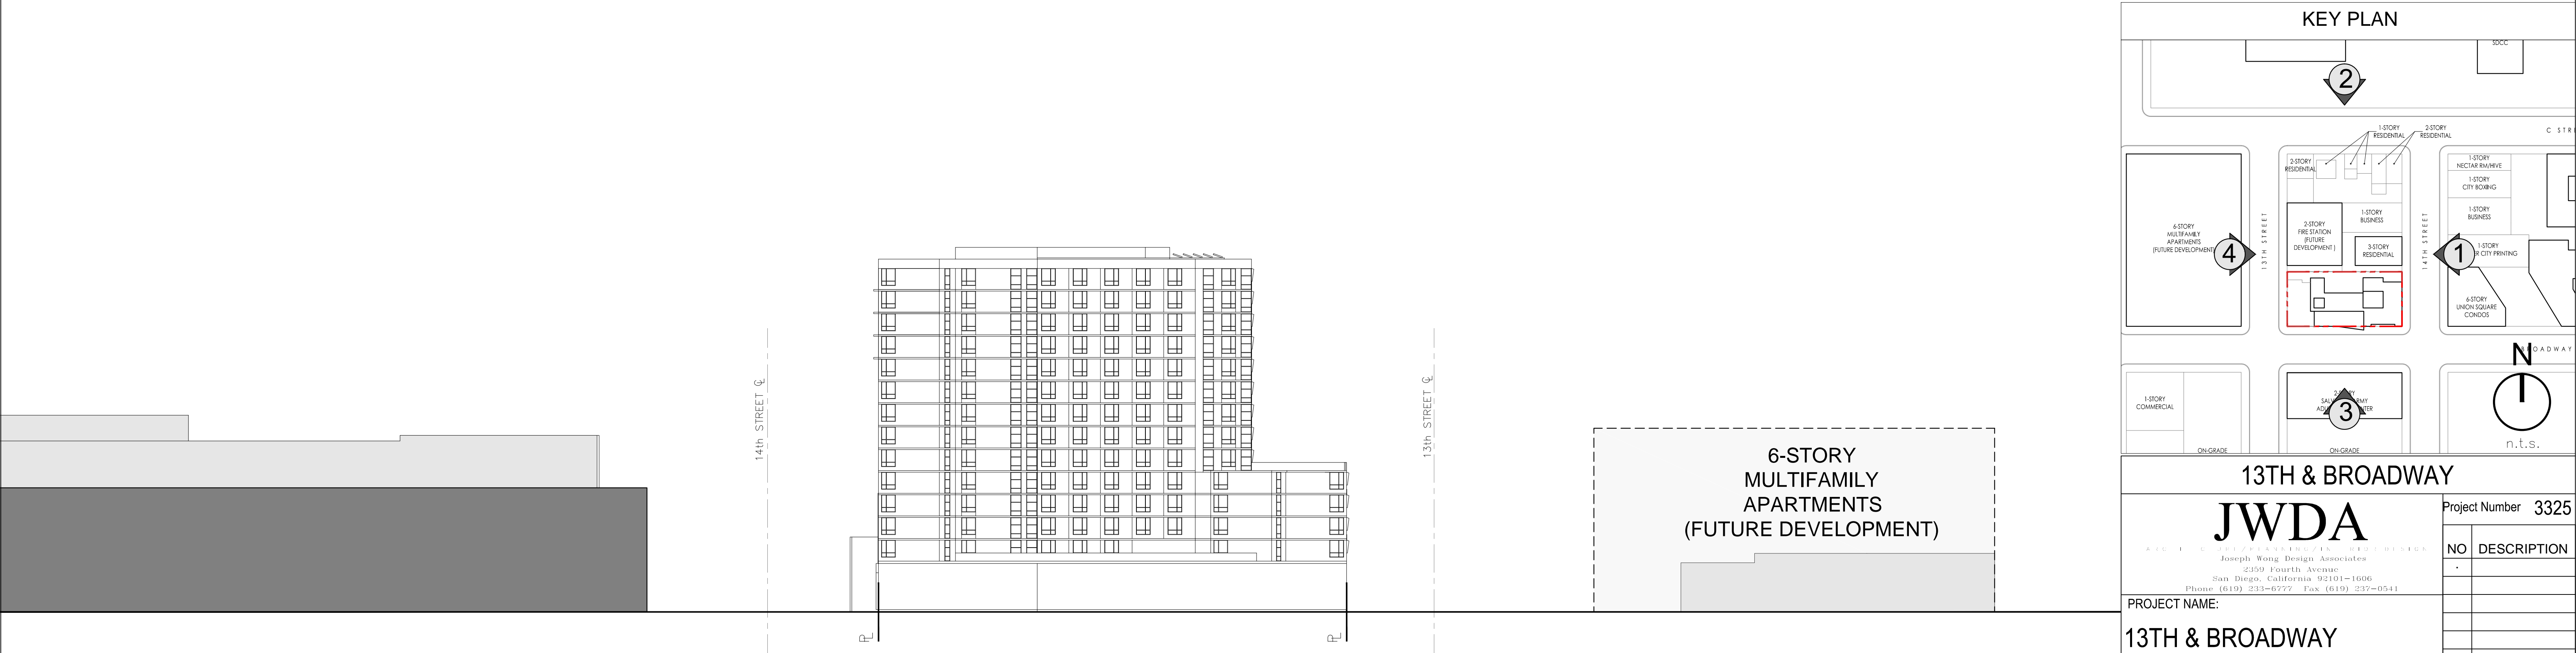 KEY PLAN
SDCC
2
1-STORY
RESIDENTIAL
2-STORY
RESIDENTIAL
2-STORY
RESIDENTIAL
1-STORY
NECTAR RM/HIVE
1-STORY
CITY BOXING
1-STORY
BUSINESS
1-STORY
BUSINESS
2-STORY
FIRE STATION
(FUTURE
DEVELOPMENT )
3-STORY
RESIDENTIAL
6-STORY
MULTIFAMILY
APARTMENTS
(FUTURE DEVELOPMENT)
4
13TH STREET
14TH STREET
1
1-STORY
CITY PRINTING
6-STORY
UNION SQUARE
CONDOS
BROADWAY
N
n.t.s.
1-STORY
COMMERCIAL
3
ON-GRADE
ON-GRADE
14th STREET
13th STREET
6-STORY
MULTIFAMILY
APARTMENTS
(FUTURE DEVELOPMENT)
13TH & BROADWAY
JWDA
Joseph Wong Design Associates
2359 Fourth Avenue
San Diego, California 92101-1606
Phone (619) 233-6777 Fax (619) 237-0541
Project Number 3325
NO DESCRIPTION
PROJECT NAME:
13TH & BROADWAY